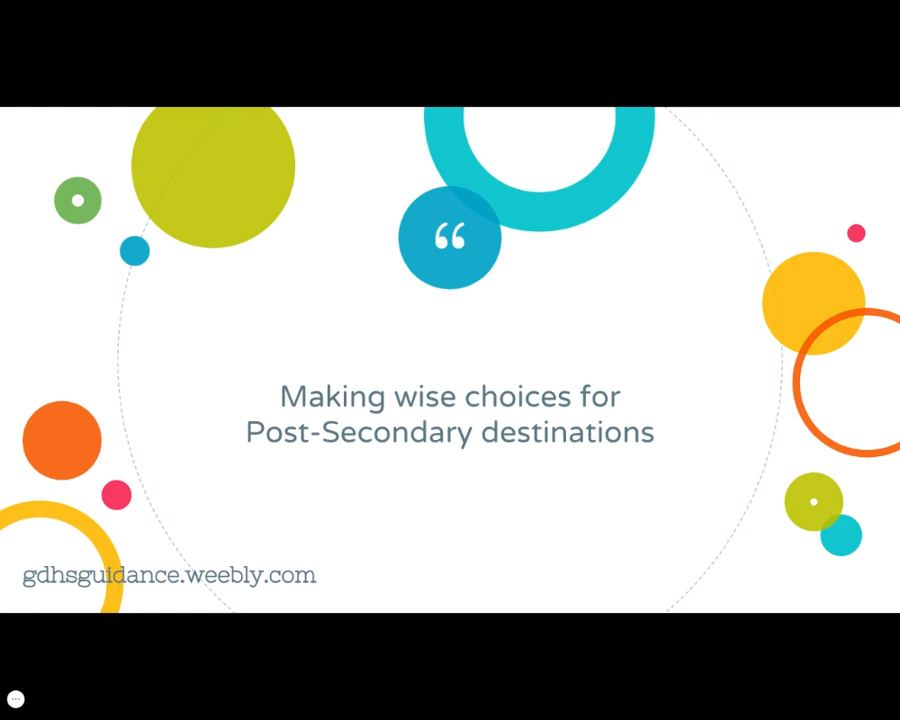 “
Making wise choices for
Post-Secondary destinations
gdhsguidance.weebly.com